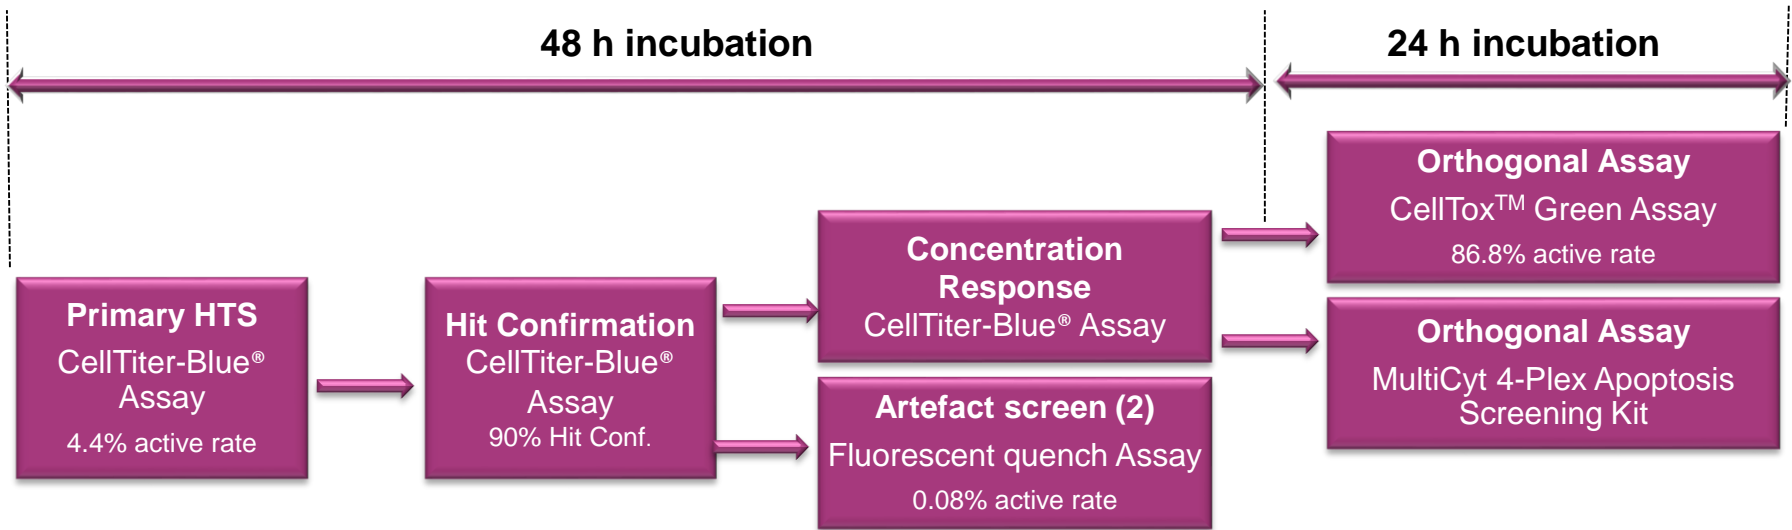 48 h incubation
24 h incubation
Primary HTS
CellTiter-Blue®
Assay
4.4% active rate
Hit Confirmation
CellTiter-Blue®
Assay
90% Hit Conf.
Concentration
Response
CellTiter-Blue® Assay
Artefact screen (2)
Fluorescent quench Assay
0.08% active rate
Orthogonal Assay
CellTox™ Green Assay
86.8% active rate
Orthogonal Assay
MultiCyt 4-Plex Apoptosis
Screening Kit